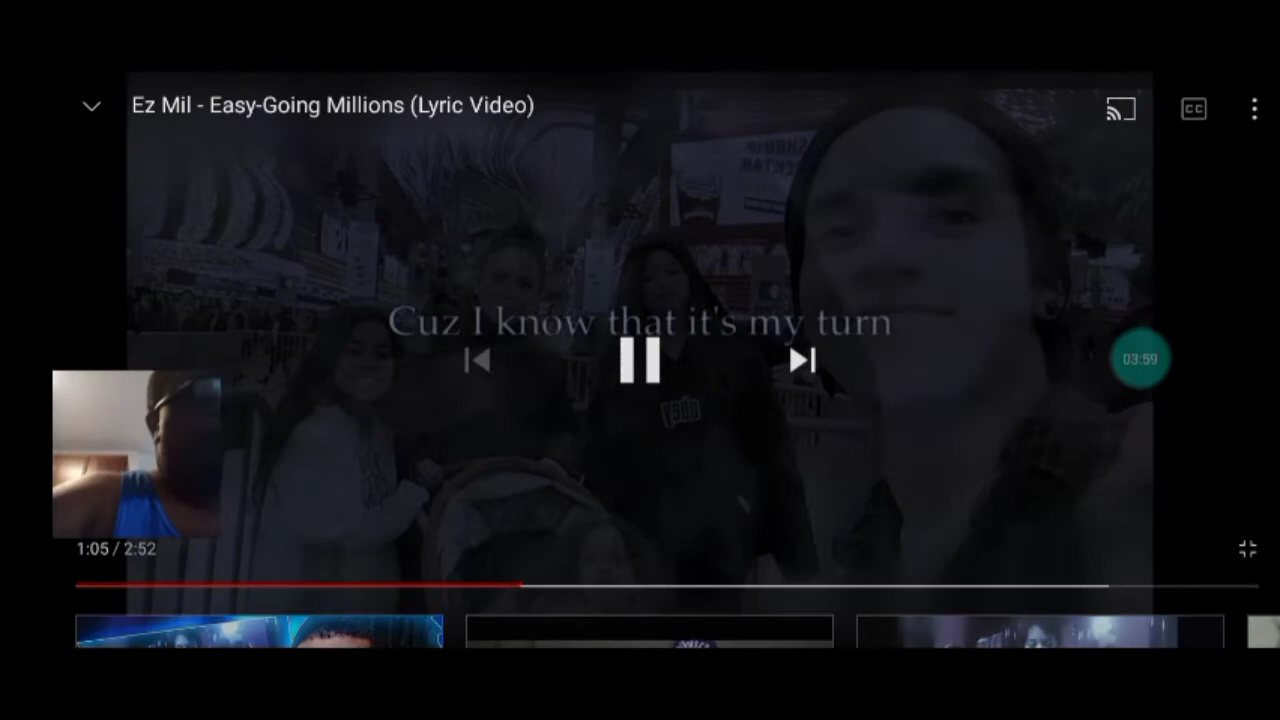 Ez Mil - Easy-Going Millions (Lyric Video)
CC
Cuz I know that it's my turn
03:59
1:05 / 2:52